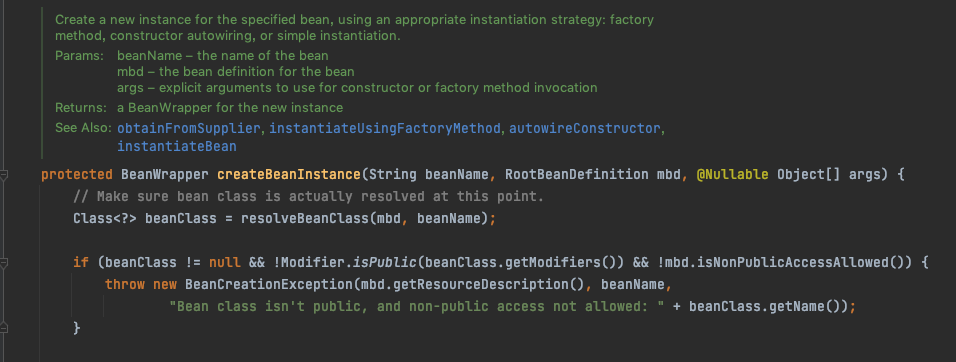 Create a new instance for the specified bean, using an appropriate instantiation strategy: factory
method, constructor autowiring, or simple instantiation.
Params: beanName – the name of the bean
mbd – the bean definition for the bean
args – explicit arguments to use for constructor or factory method invocation
Returns: a BeanWrapper for the new instance
See Also: obtainFromSupplier, instantiateUsingFactoryMethod, autowireConstructor,
instantiateBean
protected BeanWrapper createBeanInstance(String beanName, RootBeanDefinition mbd, @Nullable Object[] args) {
// Make sure bean class is actually resolved at this point.
Class<?> beanClass = resolveBeanClass(mbd, beanName);
if (beanClass != null && !Modifier.isPublic(beanClass.getModifiers()) && !mbd.isNonPublicAccessAllowed()) {
throw new BeanCreationException(mbd.getResourceDescription(), beanName,
"Bean class isn't public, and non-public access not allowed: " + beanClass.getName());
}